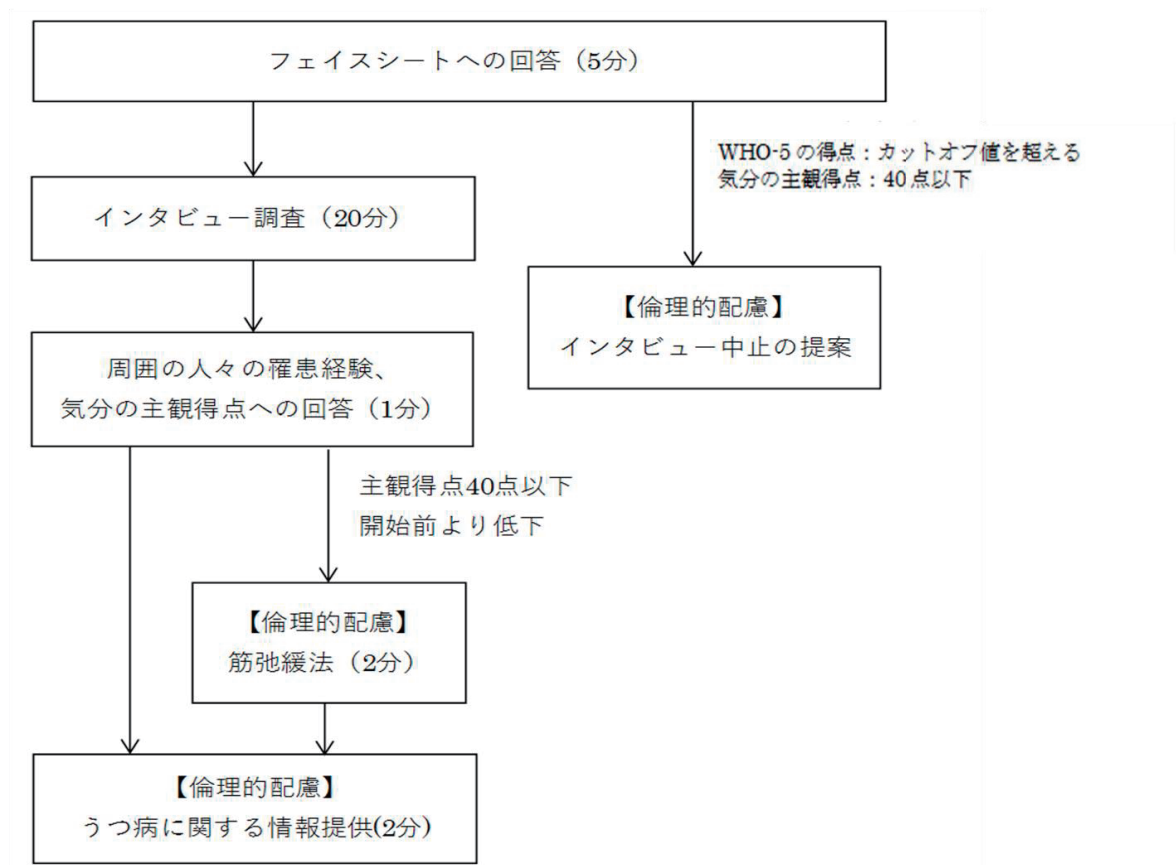 フェイスシートへの回答（5分）
WHO-5の得点：カットオフ値を超える
気分の主観得点：40点以下
インタビュー調査（20分）
【倫理的配慮】
インタビュー中止の提案
周囲の人々の罹患経験、
気分の主観得点への回答（1分）
主観得点40点以下
開始前より低下
【倫理的配慮】
筋弛緩法（2分）
【倫理的配慮】
うつ病に関する情報提供(2分)